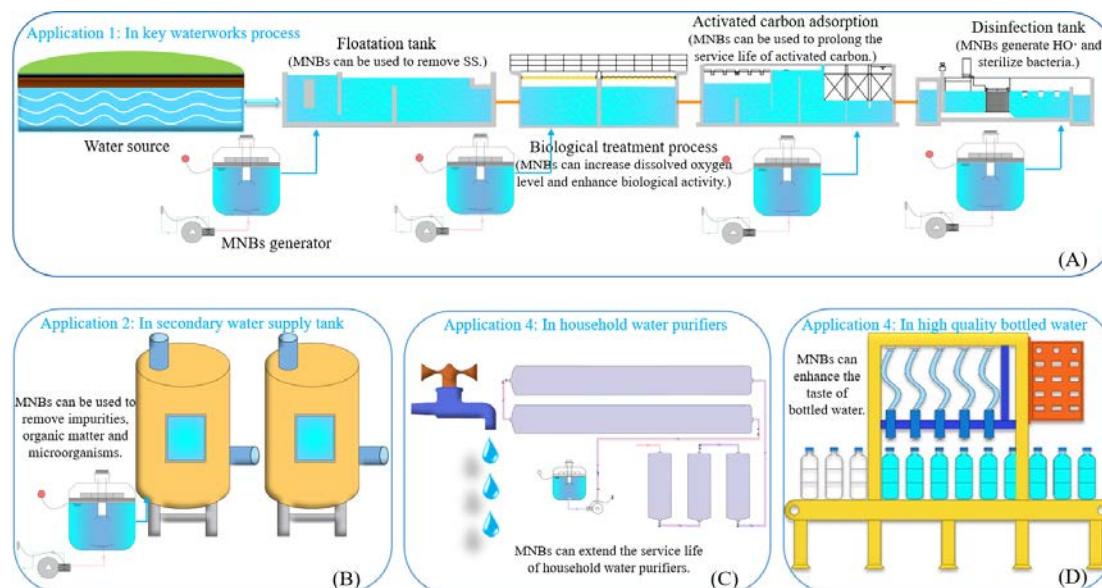 Application 1: In key waterworks process
Floatation tank
(MNBs can be used to remove SS.)
Activated carbon adsorption
(MNBs can be used to prolong the
service life of activated carbon.)
Disinfection tank
(MNBs generate HO· and
sterilize bacteria.)
Water source
Biological treatment process
(MNBs can increase dissolved oxygen
level and enhance biological activity.)
MNBs generator
(A)
Application 2: In secondary water supply tank
MNBs can be used to
remove impurities,
organic matter and
microorganisms.
(B)
Application 4: In household water purifiers
MNBs can extend the service life
of household water purifiers.
(C)
Application 4: In high quality bottled water
MNBs can
enhance the
taste of
bottled water.
(D)